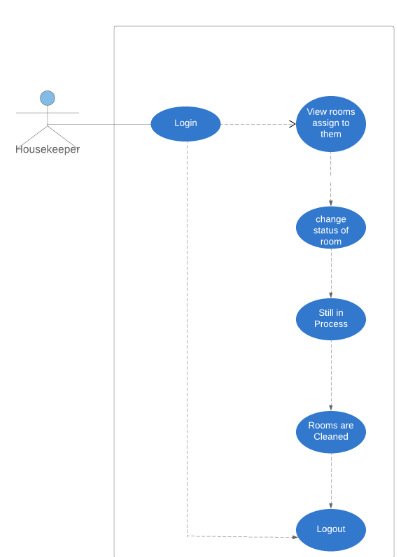 View rooms
assign to
them
Login
Housekeeper
change
status of
room
Still in
Process
Rooms are
Cleaned
Logout